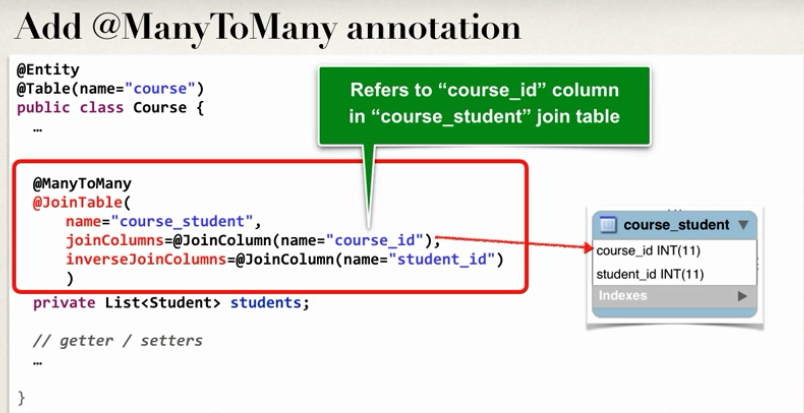 Add @ManyToMany annotation
@Entity
@Table(name="course")
public class Course {
…
Refers to “course_id” column
in “course_student” join table
@ManyToMany
@JoinTable(
name="course_student",
joinColumns=@JoinColumn(name="course_id"),
inverseJoinColumns=@JoinColumn(name="student_id")
)
private List<Student> students;
// getter / setters
…
}
course_student
course_id INT(11)
student_id INT(11)
Indexes